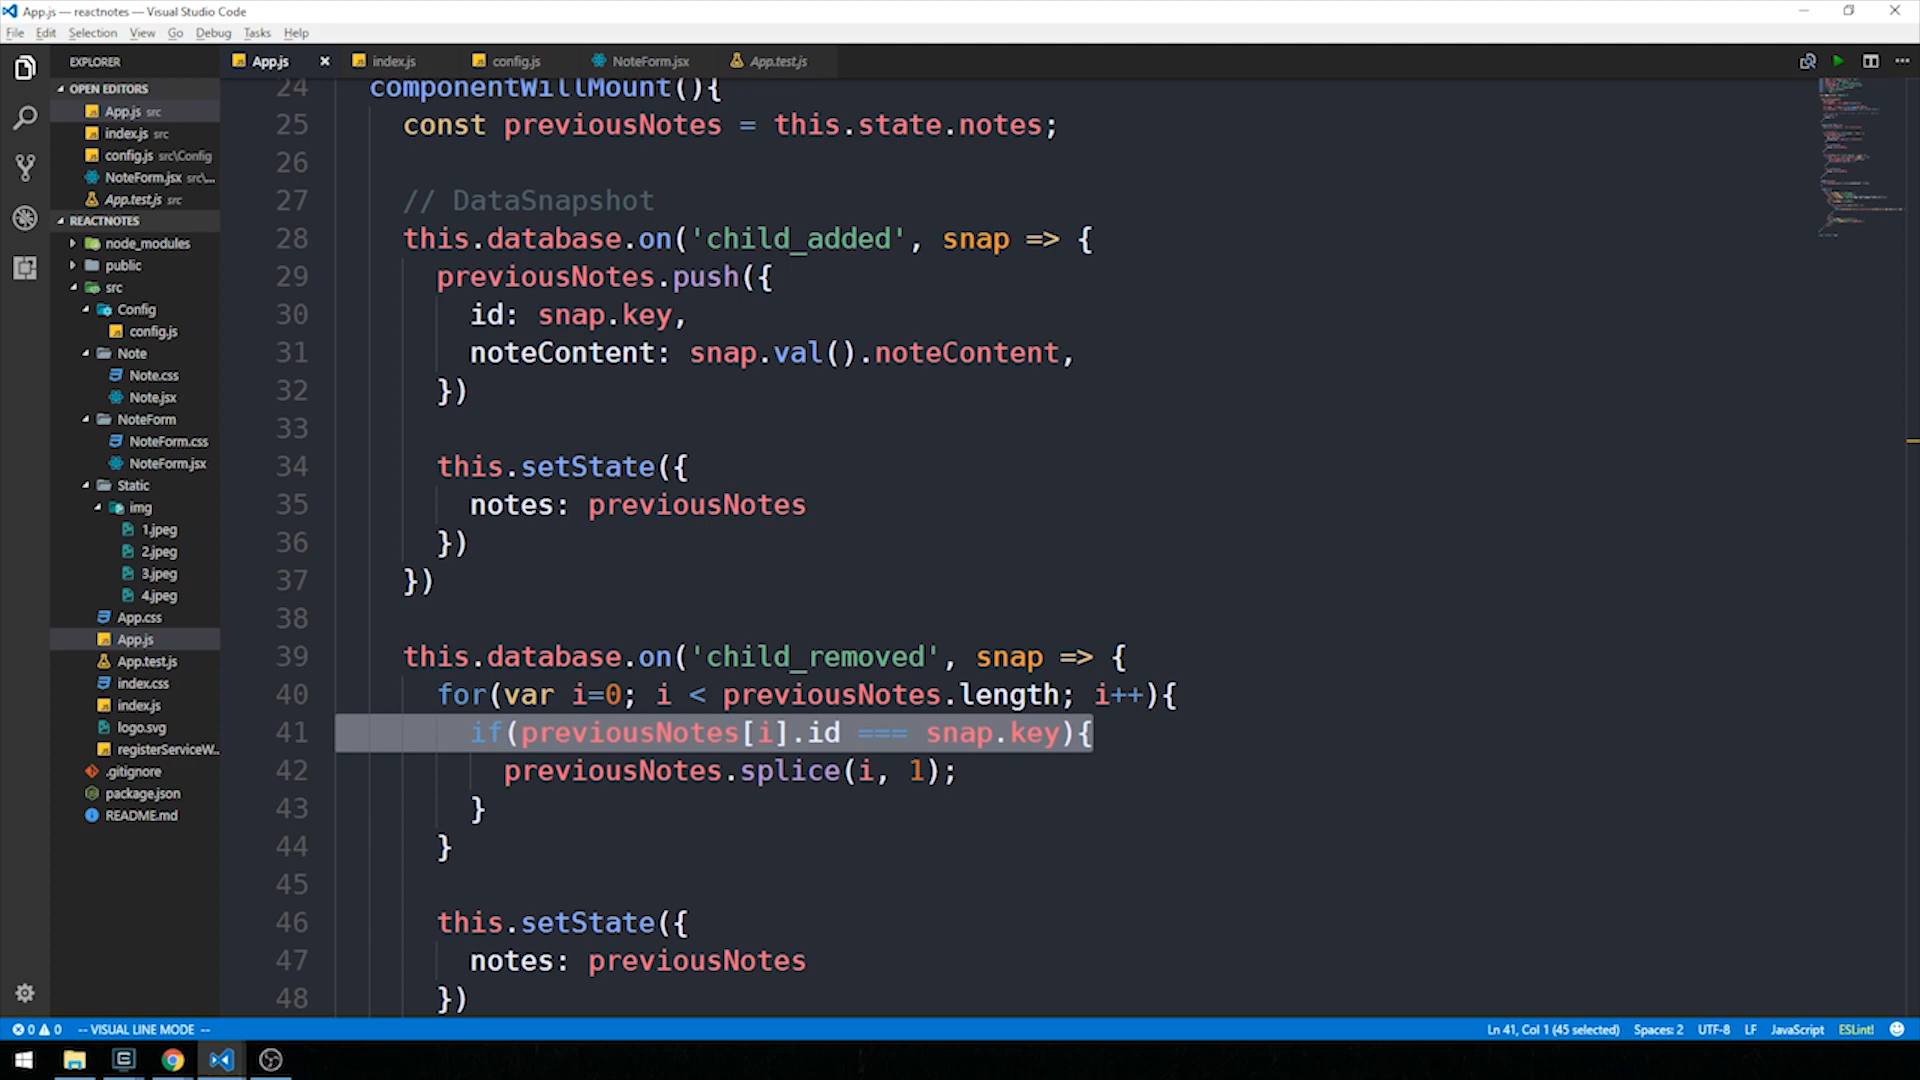 App.js — reactnotes — Visual Studio Code
File Edit Selection View Go Debug Tasks Help
EXPLORER
OPEN EDITORS
App.js src
index.js src
config.js src\Config
NoteForm.jsx src\...
App.test.js src
REACTNOTES
node_modules
public
src
Config
config.js
Note
Note.css
Note.jsx
NoteForm
NoteForm.css
NoteForm.jsx
Static
img
1.jpeg
2.jpeg
3.jpeg
4.jpeg
App.css
App.js
App.test.js
index.css
index.js
logo.svg
registerServiceW...
.gitignore
package.json
README.md
App.js index.js config.js NoteForm.jsx App.test.js
24 componentWillMount(){
25 const previousNotes = this.state.notes;
26
27 // DataSnapshot
28 this.database.on('child_added', snap => {
29 previousNotes.push({
30 id: snap.key,
31 noteContent: snap.val().noteContent,
32 })
33
34 this.setState({
35 notes: previousNotes
36 })
37 })
38
39 this.database.on('child_removed', snap => {
40 for(var i=0; i < previousNotes.length; i++){
41 if(previousNotes[i].id === snap.key){
42 previousNotes.splice(i, 1);
43 }
44 }
45
46 this.setState({
47 notes: previousNotes
48 })
0 0 -- VISUAL LINE MODE -- Ln 41, Col 1 (45 selected) Spaces: 2 UTF-8 LF JavaScript ESLint!